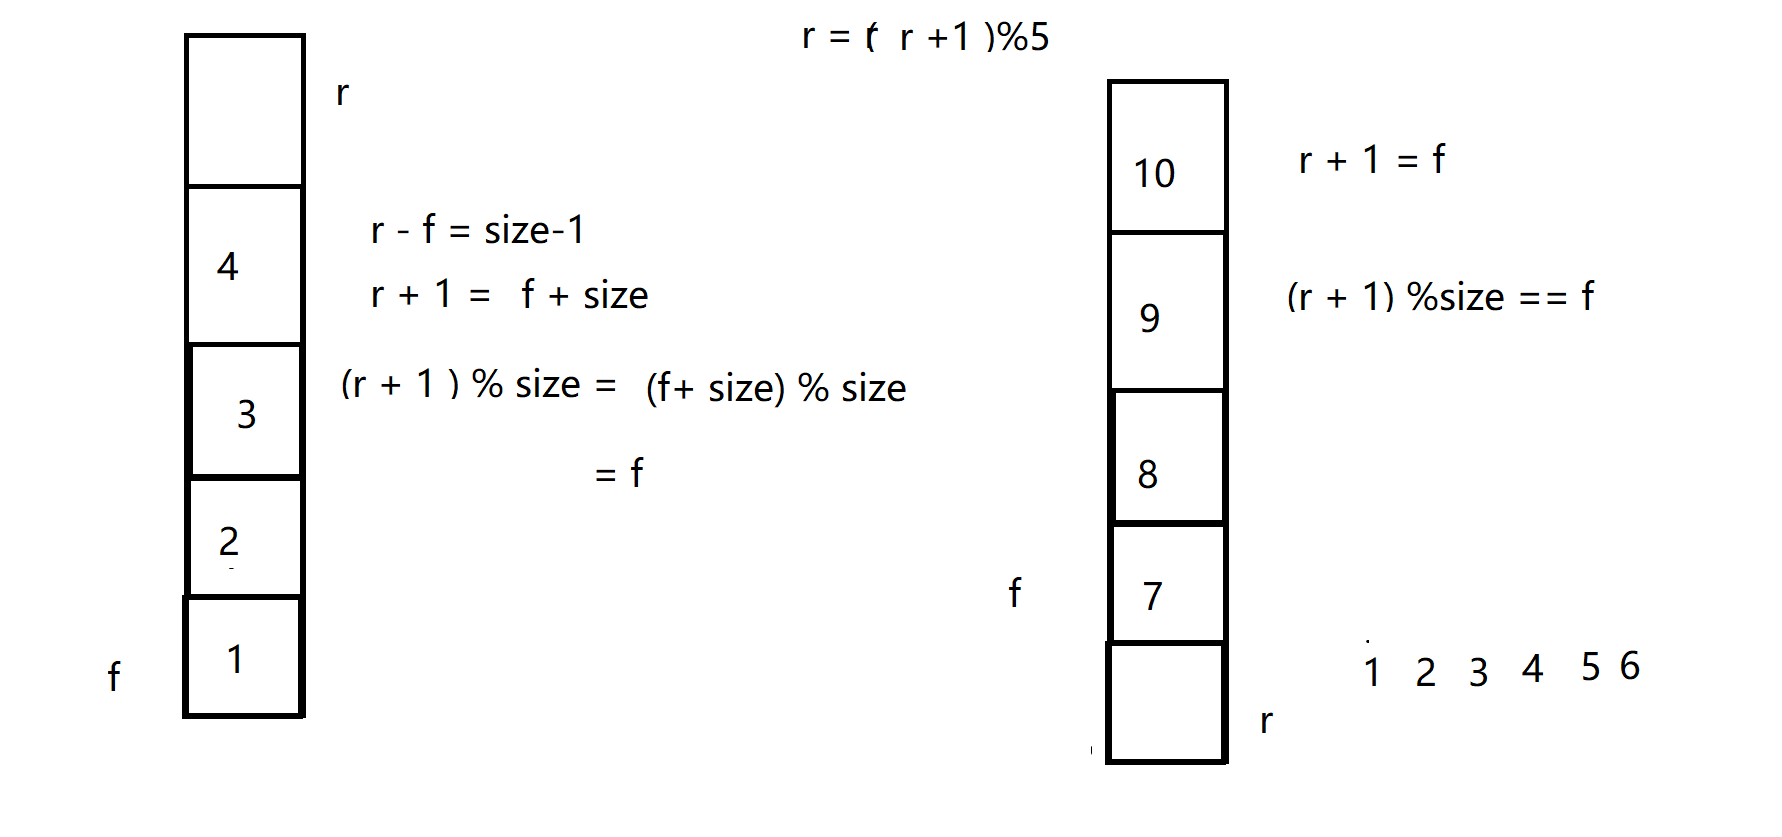 r = ( r +1 )%5
r
4
3
2
1
f
r - f = size-1
r + 1 = f + size
(r + 1 ) % size = (f+ size) % size
= f
10
9
8
7
f
r
r + 1 = f
(r + 1) %size == f
1 2 3 4 5 6